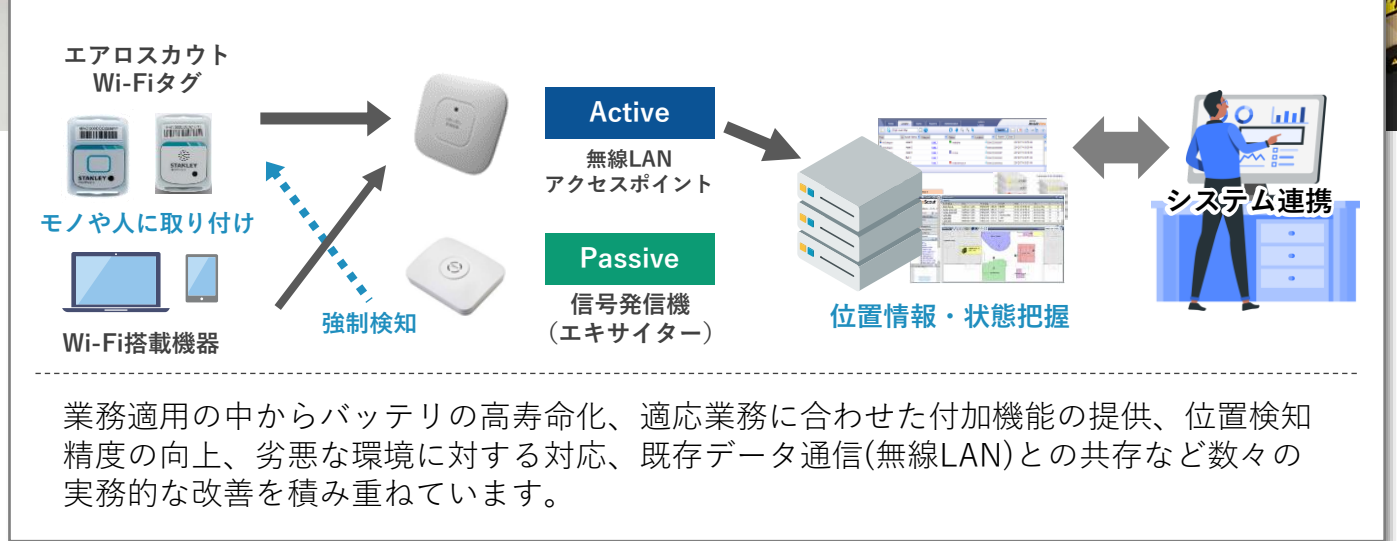 エアロスカウト
Wi-Fiタグ
STANLEY
STANLEY
モノや人に取り付け
Wi-Fi搭載機器
強制検知
Active
無線LAN
アクセスポイント
Passive
信号発信機
（エキサイター）
位置情報・状態把握
システム連携
業務適用の中からバッテリの高寿命化、適応業務に合わせた付加機能の提供、位置検知
精度の向上、劣悪な環境に対する対応、既存データ通信(無線LAN)との共存など数々の
実務的な改善を積み重ねています。